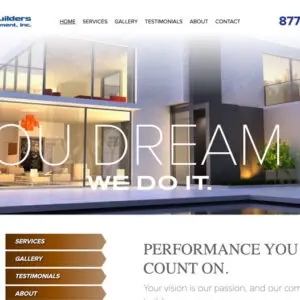 uilders
ment, Inc.
HOME SERVICES GALLERY TESTIMONIALS ABOUT CONTACT
877
OU DREAM
WE DO IT.
SERVICES
GALLERY
TESTIMONIALS
ABOUT
PERFORMANCE YOU
COUNT ON.
Your vision is our passion, and our com